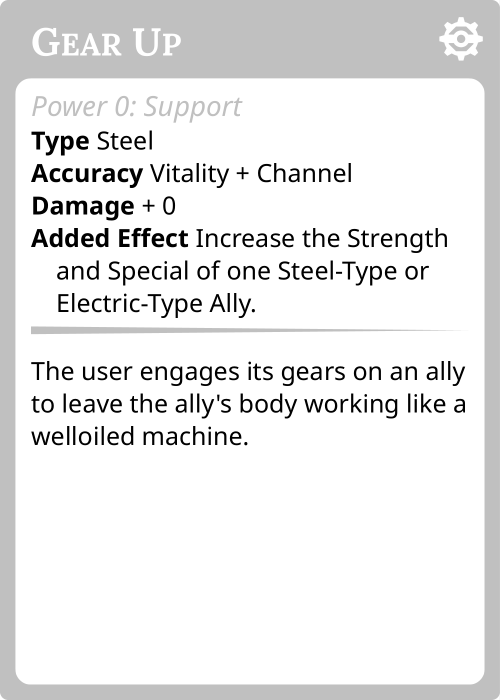 Gear Up
Power 0: Support
Type Steel
Accuracy Vitality + Channel
Damage + 0
Added Effect Increase the Strength
and Special of one Steel-Type or
Electric-Type Ally.
The user engages its gears on an ally
to leave the ally's body working like a
welloiled machine.